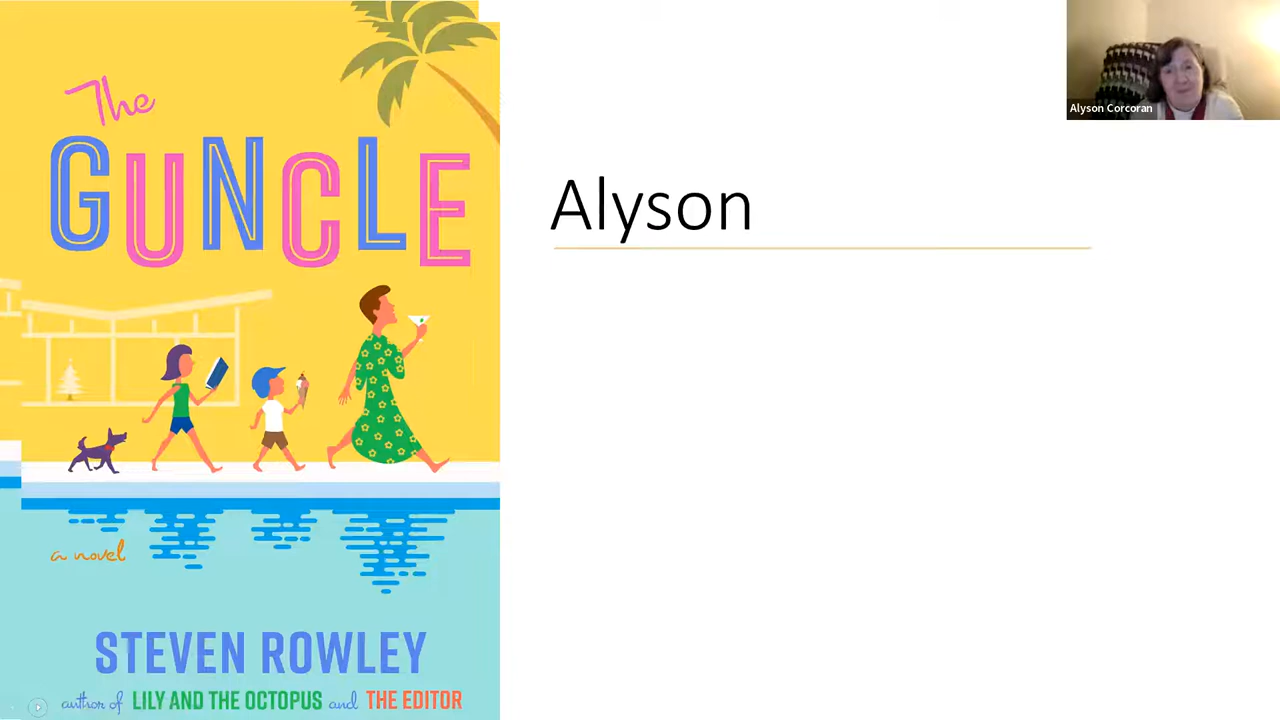 The
GUNCLE
a novel
STEVEN ROWLEY
author of LILY AND THE OCTOPUS and THE EDITOR
Alyson
Alyson Corcoran